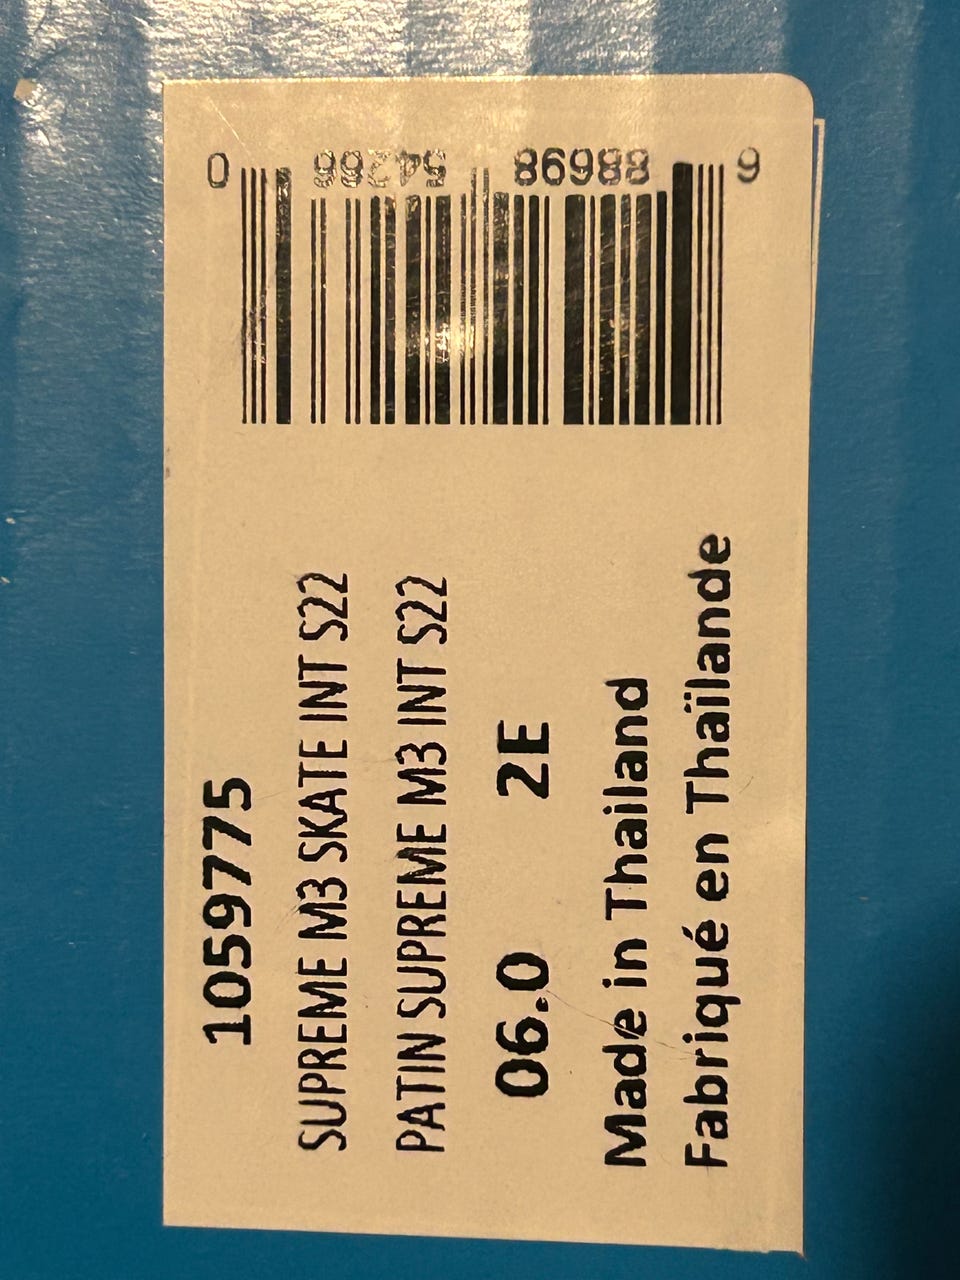 6 88698 54266 0
1059775
SUPREME M3 SKATE INT S22
PATIN SUPREME M3 INT S22
06.0 2E
Made in Thailand
Fabriqué en Thaïlande